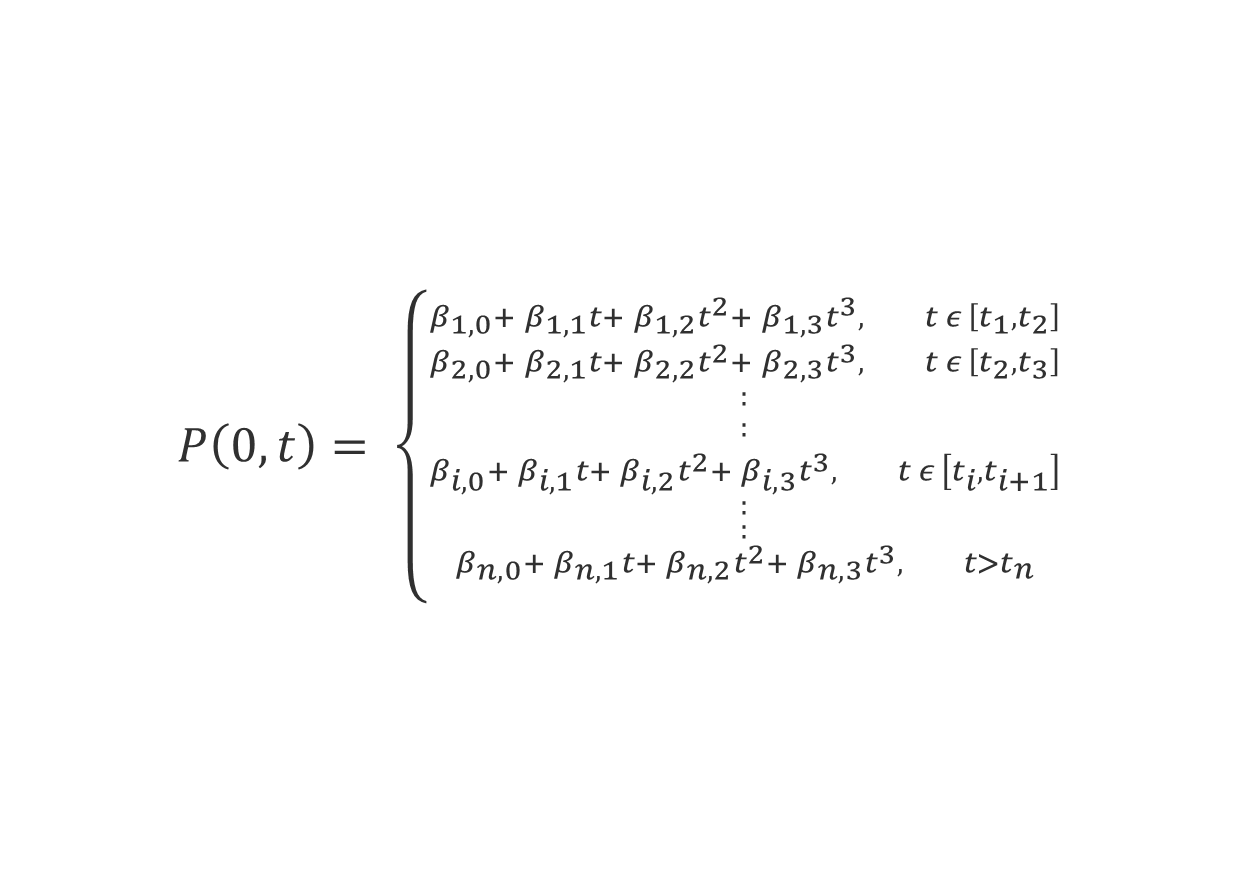 P(0, t) =
β₁,₀+ β₁,₁t+ β₁,₂t²+ β₁,₃t³, t ϵ [t₁,t₂]
β₂,₀+ β₂,₁t+ β₂,₂t²+ β₂,₃t³, t ϵ [t₂,t₃]
⋮
βᵢ,₀+ βᵢ,₁t+ βᵢ,₂t²+ βᵢ,₃t³, t ϵ [tᵢ,tᵢ₊₁]
⋮
βₙ,₀+ βₙ,₁t+ βₙ,₂t²+ βₙ,₃t³, t>tₙ